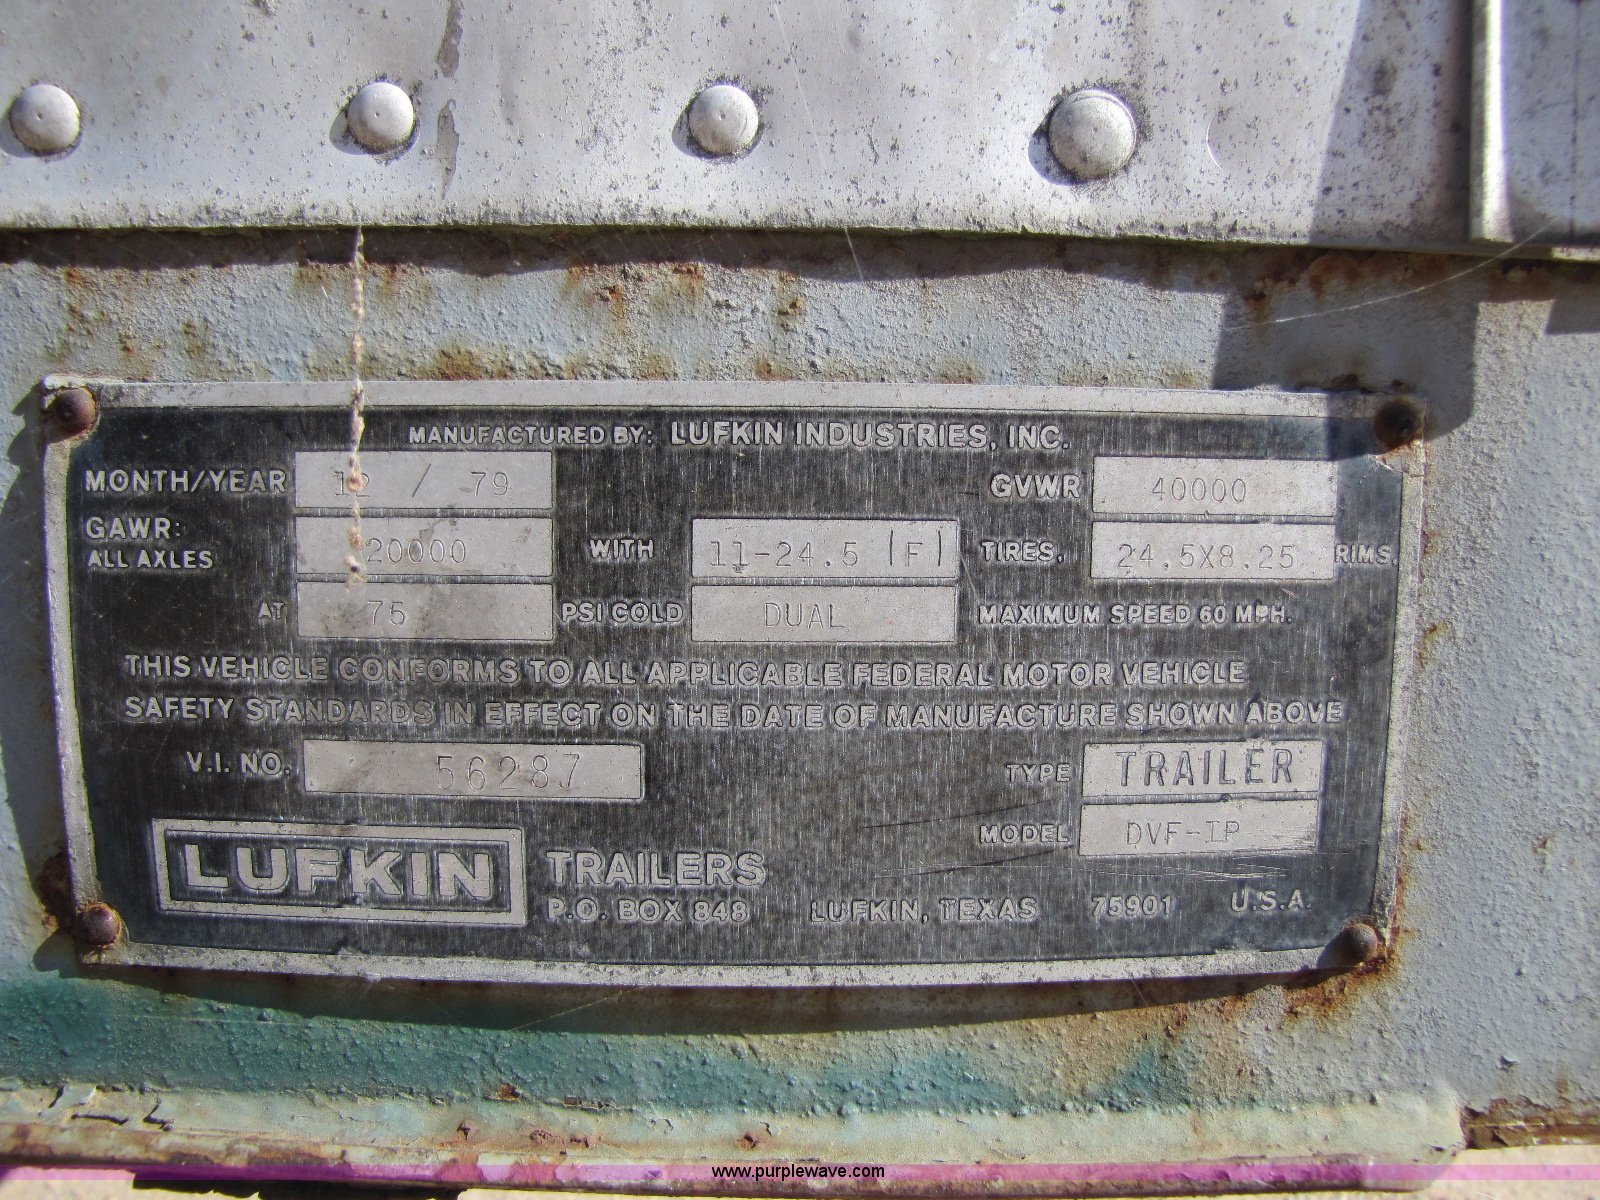 MANUFACTURED BY: LUFKIN INDUSTRIES, INC.
MONTH/YEAR 12 / 79 GVWR 40000
GAWR: ALL AXLES 20000 WITH 11-24.5 (F) TIRES, 24.5X8.25 RIMS,
AT 75 PSI COLD DUAL MAXIMUM SPEED 60 MPH.
THIS VEHICLE CONFORMS TO ALL APPLICABLE FEDERAL MOTOR VEHICLE
SAFETY STANDARDS IN EFFECT ON THE DATE OF MANUFACTURE SHOWN ABOVE
V.I. NO. 56287 TYPE TRAILER
MODEL DVF-IP
LUFKIN TRAILERS
P.O. BOX 848 LUFKIN, TEXAS 75901 U.S.A.
www.purplewave.com